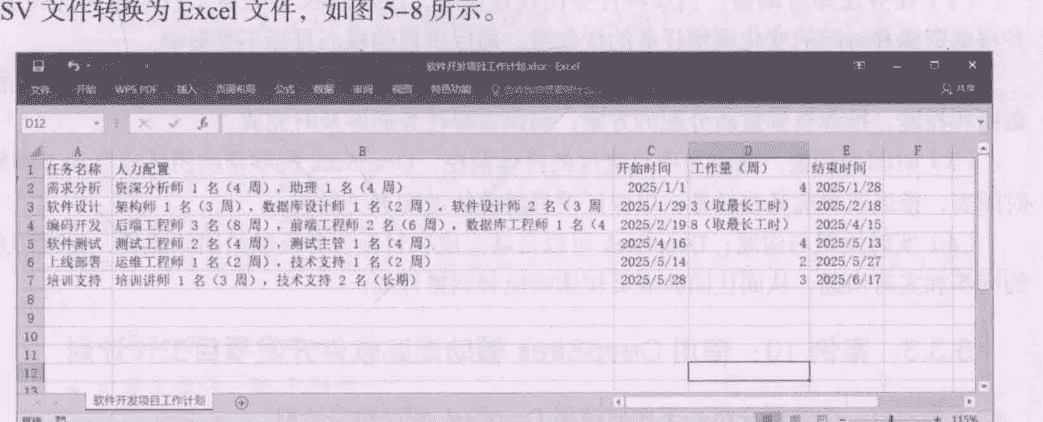 SV 文件转换为 Excel 文件，如图 5-8 所示。
软件开发项目工作计划.xlsx - Excel
文件 开始 WPS PDF 插入 页面布局 公式 数据 审阅 视图 特色功能 共享
D12 fx
A B C D E F
1 任务名称 人力配置 开始时间 工作量（周） 结束时间
2 需求分析 资深分析师 1 名（4 周），助理 1 名（4 周） 2025/1/1 4 2025/1/28
3 软件设计 架构师 1 名（3 周），数据库设计师 1 名（2 周），软件设计师 2 名（3 周 2025/1/29 3（取最长工时） 2025/2/18
4 编码开发 后端工程师 3 名（8 周），前端工程师 2 名（6 周），数据库工程师 1 名（4 2025/2/19 8（取最长工时） 2025/4/15
5 软件测试 测试工程师 2 名（4 周），测试主管 1 名（4 周） 2025/4/16 4 2025/5/13
6 上线部署 运维工程师 1 名（2 周），技术支持 1 名（2 周） 2025/5/14 2 2025/5/27
7 培训支持 培训讲师 1 名（3 周），技术支持 2 名（长期） 2025/5/28 3 2025/6/17
8
9
10
11
12
13
软件开发项目工作计划
115%